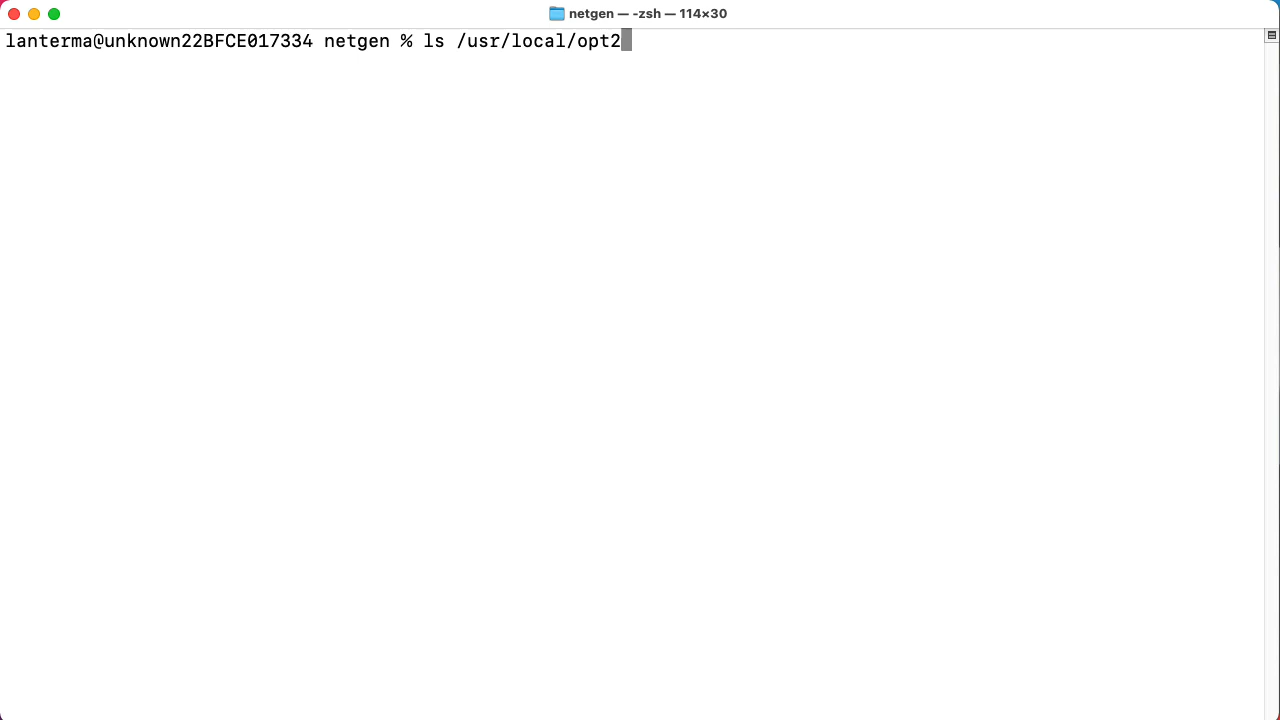 netgen — -zsh — 114×30
lanterma@unknown22BFCE017334 netgen % ls /usr/local/opt2